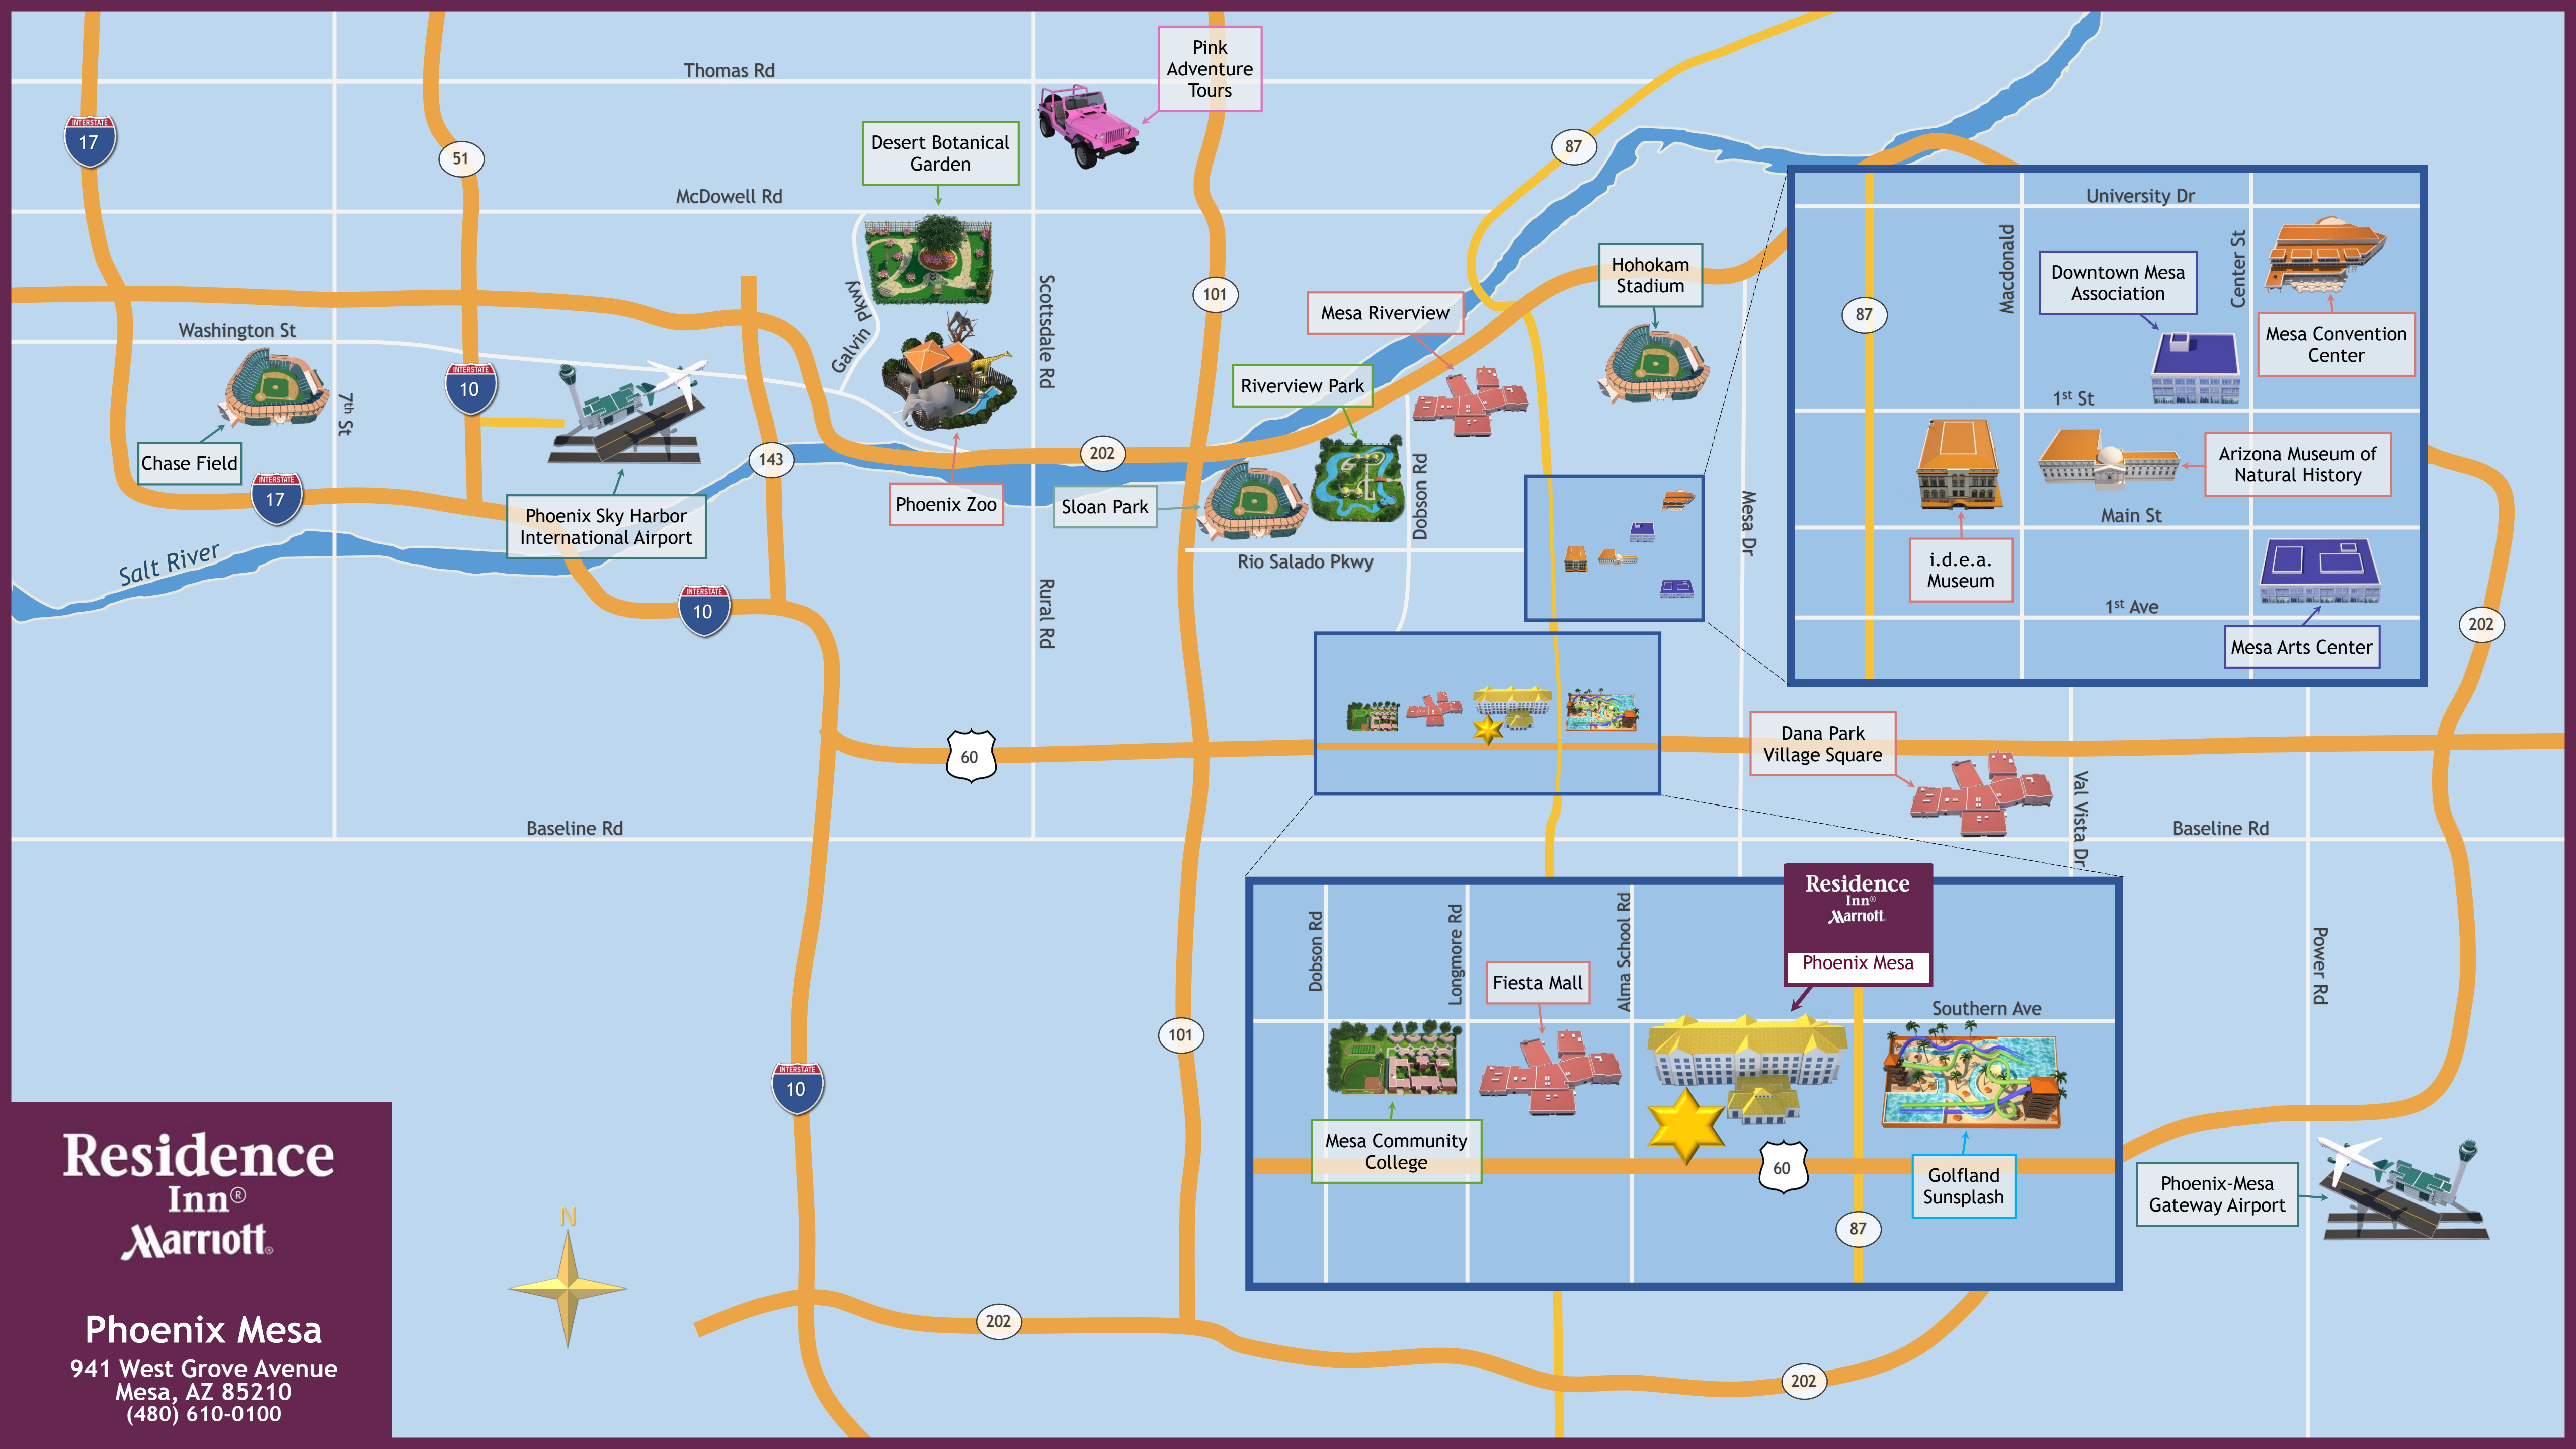 Pink
Adventure
Tours
Thomas Rd
INTERSTATE
17
51
87
Desert Botanical
Garden
McDowell Rd
Galvin Pkwy
Scottsdale Rd
101
Hohokam
Stadium
Mesa Riverview
Washington St
7th St
INTERSTATE
10
Riverview Park
Chase Field
INTERSTATE
17
143
202
Phoenix Zoo
Sloan Park
Dobson Rd
Mesa Dr
Phoenix Sky Harbor
International Airport
Salt River
Rio Salado Pkwy
INTERSTATE
10
Rural Rd
University Dr
Macdonald
Center St
87
Downtown Mesa
Association
Mesa Convention
Center
1st St
Arizona Museum of
Natural History
Main St
i.d.e.a.
Museum
1st Ave
Mesa Arts Center
202
60
Dana Park
Village Square
Val Vista Dr
Baseline Rd
Baseline Rd
Power Rd
Residence
Inn®
Marriott
Phoenix Mesa
Dobson Rd
Longmore Rd
Alma School Rd
Fiesta Mall
Southern Ave
Mesa Community
College
60
Golfland
Sunsplash
87
101
INTERSTATE
10
Phoenix-Mesa
Gateway Airport
N
202
202
Residence
Inn®
Marriott®
Phoenix Mesa
941 West Grove Avenue
Mesa, AZ 85210
(480) 610-0100